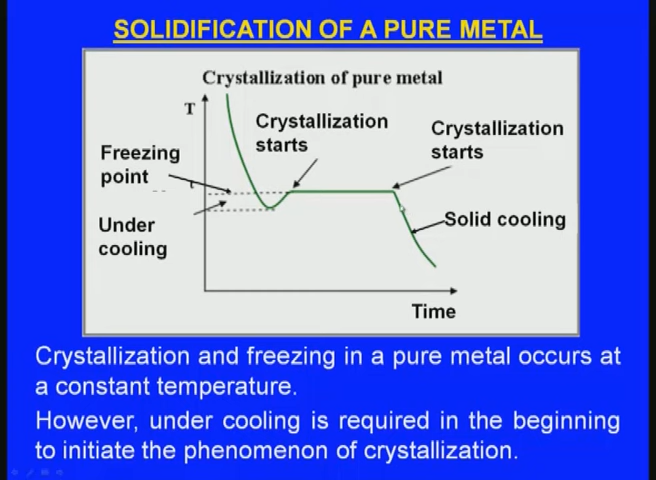 SOLIDIFICATION OF A PURE METAL
Crystallization of pure metal
T
Crystallization
starts
Crystallization
starts
Freezing
point
t
Under
cooling
Solid cooling
Time
Crystallization and freezing in a pure metal occurs at
a constant temperature.
However, under cooling is required in the beginning
to initiate the phenomenon of crystallization.